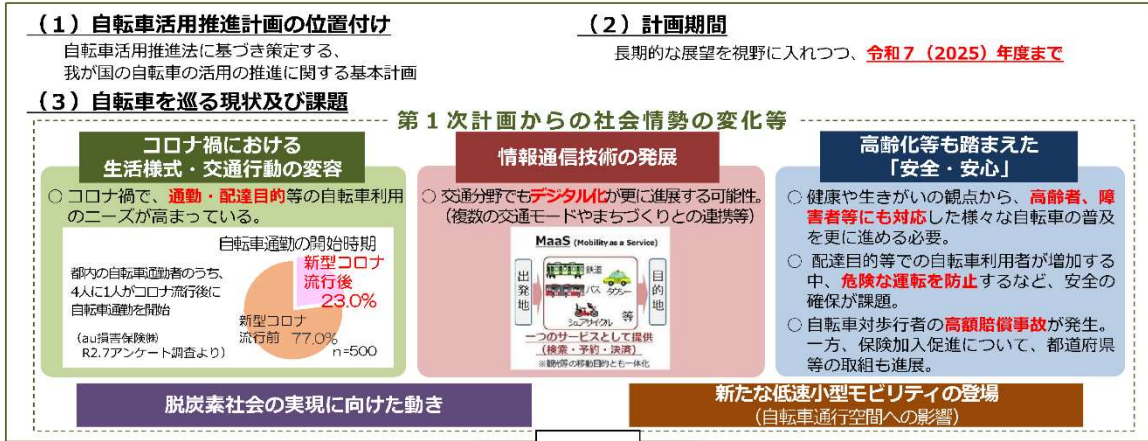 （１）自転車活用推進計画の位置付け
自転車活用推進法に基づき策定する、
我が国の自転車の活用の推進に関する基本計画
（２）計画期間
長期的な展望を視野に入れつつ、令和７（2025）年度まで
（３）自転車を巡る現状及び課題
第１次計画からの社会情勢の変化等
コロナ禍における
生活様式・交通行動の変容
○ コロナ禍で、通勤・配達目的等の自転車利用
のニーズが高まっている。
自転車通勤の開始時期
都内の自転車通勤者のうち、
4人に1人がコロナ流行後に
自転車通勤を開始
（au損害保険㈱
R2.7アンケート調査より）
新型コロナ
流行後
23.0%
新型コロナ
流行前 77.0%
n=500
情報通信技術の発展
○ 交通分野でもデジタル化が更に進展する可能性。
（複数の交通モードやまちづくりとの連携等）
MaaS (Mobility as a Service)
出発地
鉄道
バス
タクシー
シェアサイクル
等
目的地
一つのサービスとして提供
（検索・予約・決済）
※観光等の移動目的とも一体化
高齢化等も踏まえた
「安全・安心」
○ 健康や生きがいの観点から、高齢者、障
害者等にも対応した様々な自転車の普及
を更に進める必要。
○ 配達目的等での自転車利用者が増加する
中、危険な運転を防止するなど、安全の
確保が課題。
○ 自転車対歩行者の高額賠償事故が発生。
一方、保険加入促進について、都道府県
等の取組も進展。
脱炭素社会の実現に向けた動き
新たな低速小型モビリティの登場
（自転車通行空間への影響）